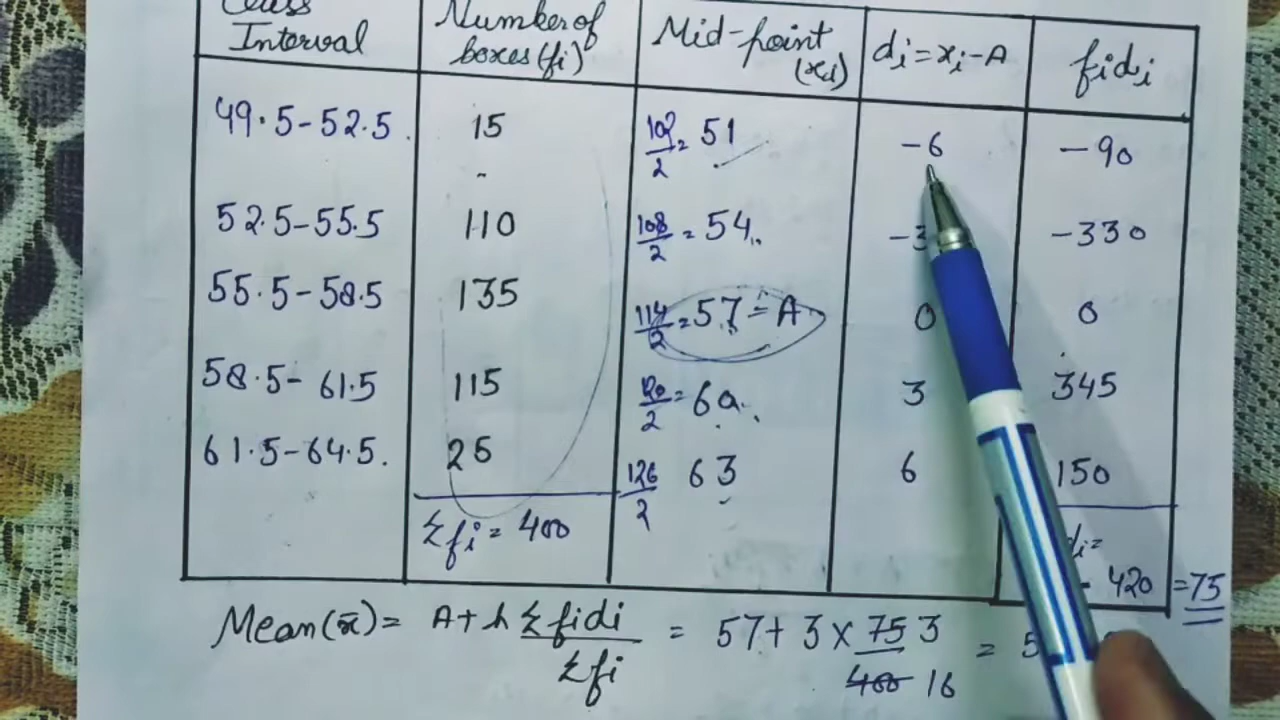 Class Interval | Number of boxes (fi) | Mid-point (xi) | di = xi - A | fidi
49.5-52.5 | 15 | 102/2 = 51 | -6 | -90
52.5-55.5 | 110 | 108/2 = 54 | -3 | -330
55.5-58.5 | 135 | 114/2 = 57 = A | 0 | 0
58.5-61.5 | 115 | 120/2 = 60 | 3 | 345
61.5-64.5 | 25 | 126/2 63 | 6 | 150
Σfi = 400 | di =
- 420 = 75
Mean(x̄) = A + h Σfidi/Σfi = 57 + 3 × 75/400 3/16 = 5